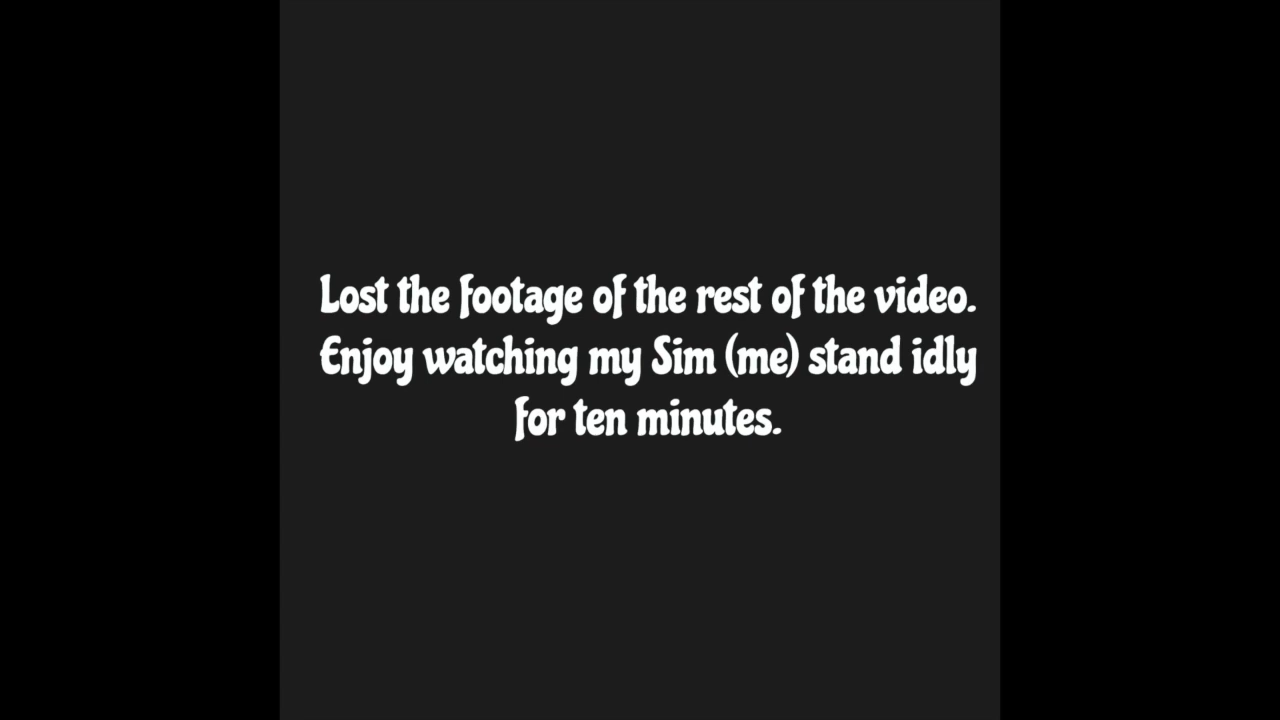 Lost the footage of the rest of the video.
Enjoy watching my Sim (me) stand idly
for ten minutes.